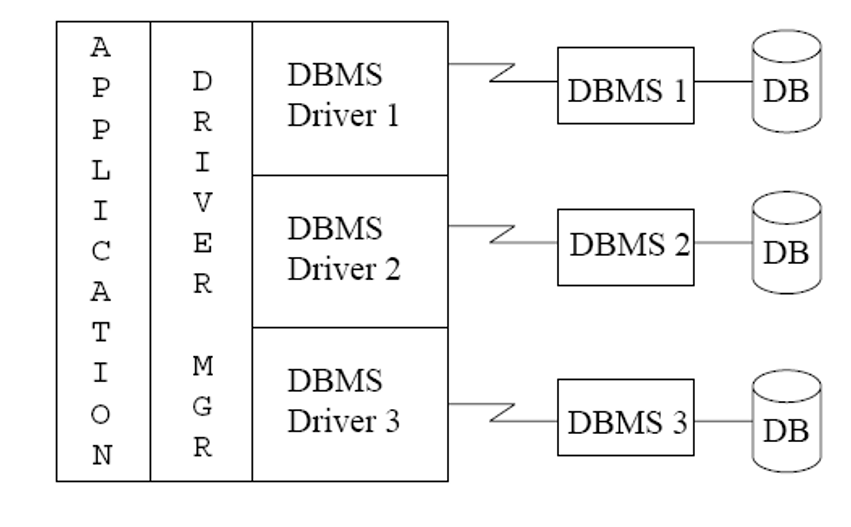 APPLICATION
DRIVER MGR
DBMS
Driver 1
DBMS 1
DB
DBMS
Driver 2
DBMS 2
DB
DBMS
Driver 3
DBMS 3
DB